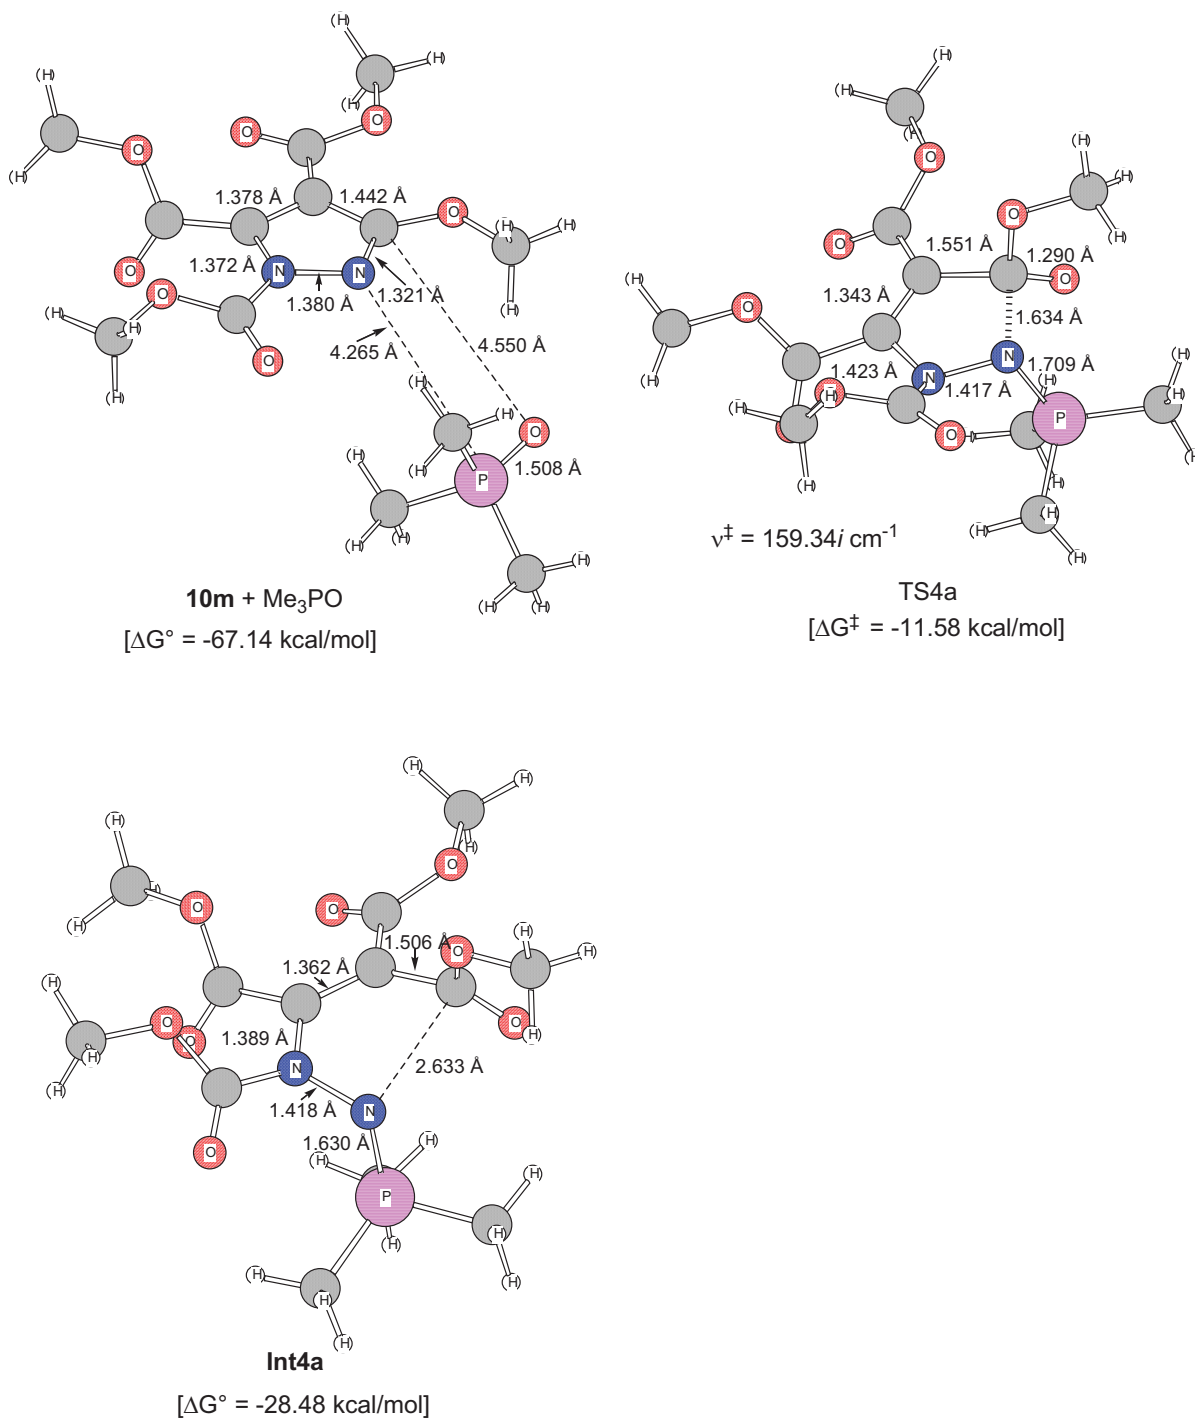 (H)
(H)
(H)
(H)
(H)
O
O
O
1.378 Å
1.442 Å
O
(H)
(H)
O
1.372 Å
N
N
1.380 Å
1.321 Å
(H)
O
(H)
(H)
(H)
O
4.265 Å
4.550 Å
(H)
(H)
O
(H)
1.508 Å
(H)
P
(H)
(H)
(H)
(H)
(H)
10m + Me3PO
[ΔG° = -67.14 kcal/mol]
(H)
(H)
(H)
O
(H)
(H)
(H)
O
O
1.551 Å
1.290 Å
O
1.343 Å
O
1.634 Å
(H)
(H)
N
1.423 Å
N
1.709 Å
1.417 Å
O
(H)
(H)
(H)
(H)
O
O
(H)
P
(H)
(H)
(H)
(H)
(H)
(H)
ν‡ = 159.34i cm-1
TS4a
[ΔG‡ = -11.58 kcal/mol]
(H)
(H)
(H)
(H)
O
(H)
(H)
O
O
1.506 Å
O
(H)
(H)
1.362 Å
(H)
O
O
O
(H)
1.389 Å
(H)
(H)
N
2.633 Å
1.418 Å
N
O
1.630 Å
(H)
(H)
(H)
P
(H)
(H)
(H)
(H)
(H)
(H)
Int4a
[ΔG° = -28.48 kcal/mol]